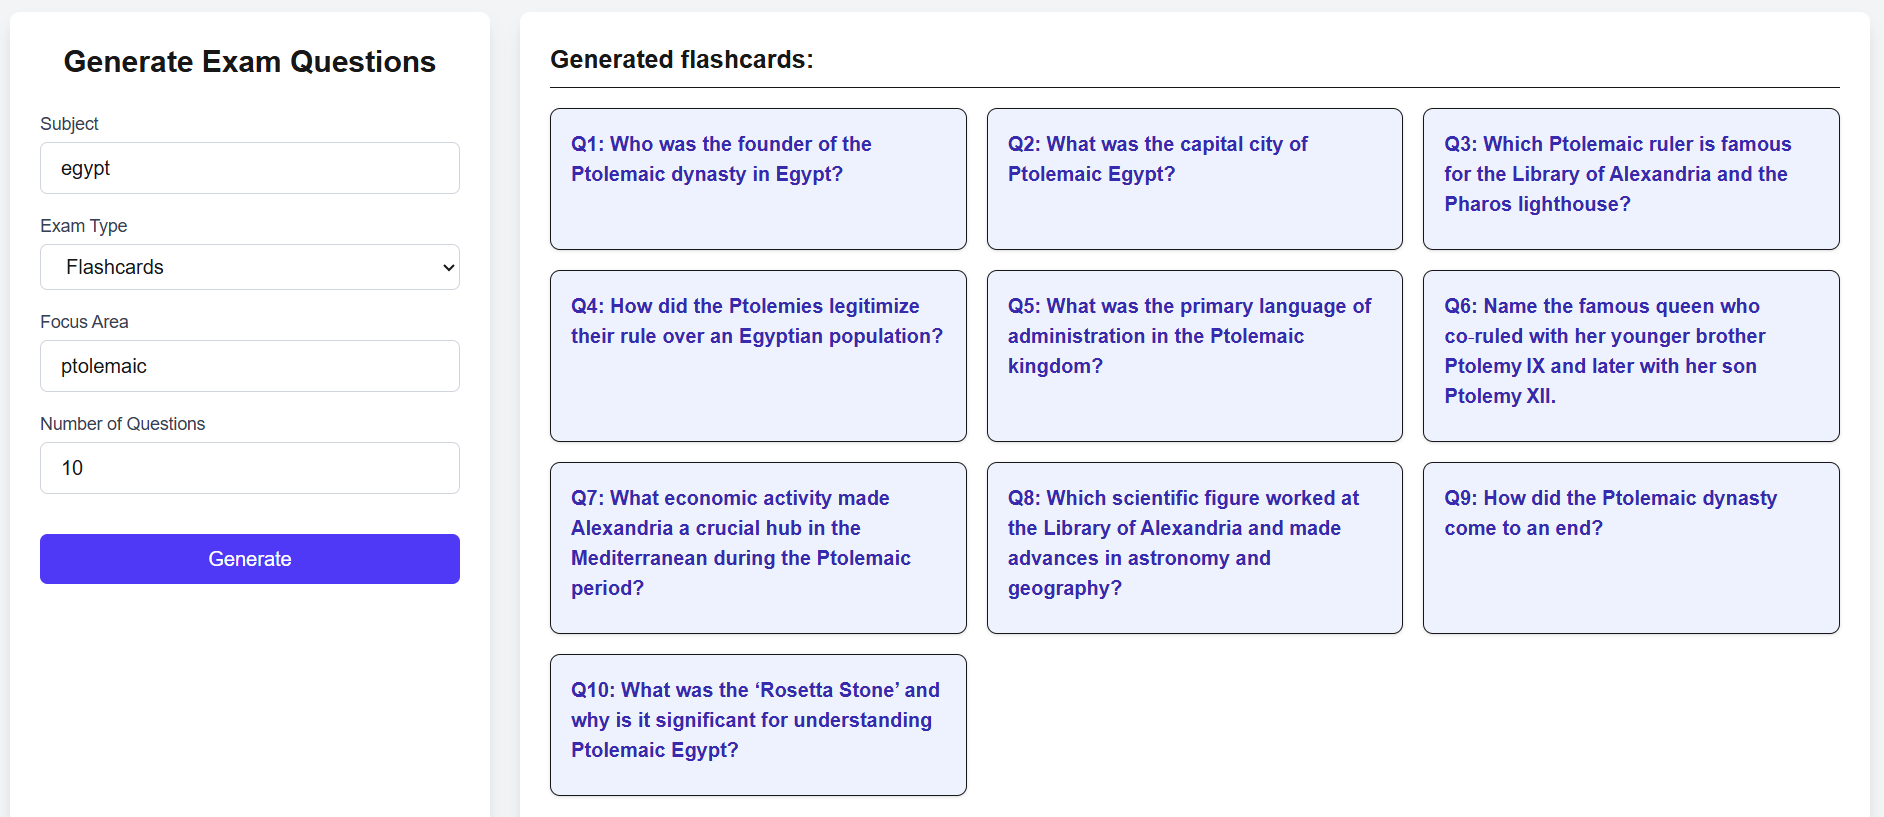 Generate Exam Questions
Subject
egypt
Exam Type
Flashcards
Focus Area
ptolemaic
Number of Questions
10
Generate
Generated flashcards:
Q1: Who was the founder of the
Ptolemaic dynasty in Egypt?
Q2: What was the capital city of
Ptolemaic Egypt?
Q3: Which Ptolemaic ruler is famous
for the Library of Alexandria and the
Pharos lighthouse?
Q4: How did the Ptolemies legitimize
their rule over an Egyptian population?
Q5: What was the primary language of
administration in the Ptolemaic
kingdom?
Q6: Name the famous queen who
co-ruled with her younger brother
Ptolemy IX and later with her son
Ptolemy XII.
Q7: What economic activity made
Alexandria a crucial hub in the
Mediterranean during the Ptolemaic
period?
Q8: Which scientific figure worked at
the Library of Alexandria and made
advances in astronomy and
geography?
Q9: How did the Ptolemaic dynasty
come to an end?
Q10: What was the ‘Rosetta Stone’ and
why is it significant for understanding
Ptolemaic Egypt?